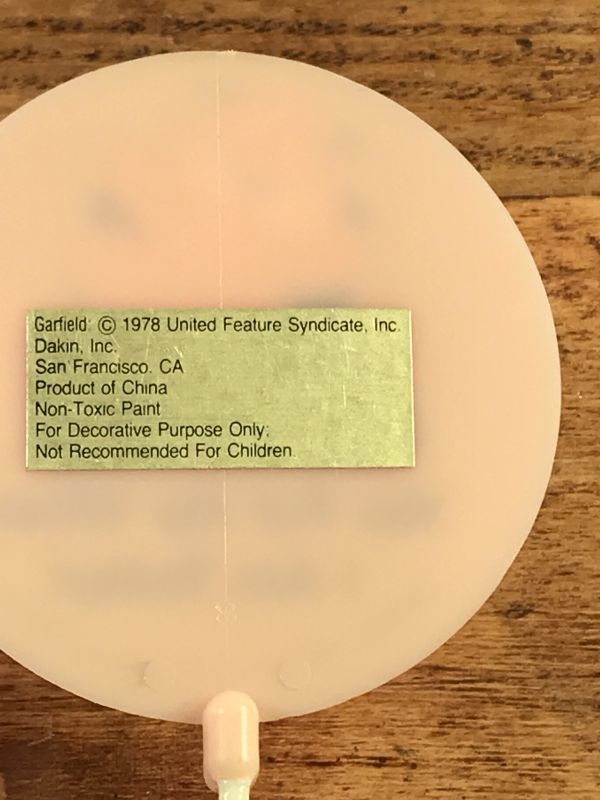 Garfield: © 1978 United Feature Syndicate, Inc.
Dakin, Inc.
San Francisco. CA
Product of China
Non-Toxic Paint
For Decorative Purpose Only;
Not Recommended For Children.